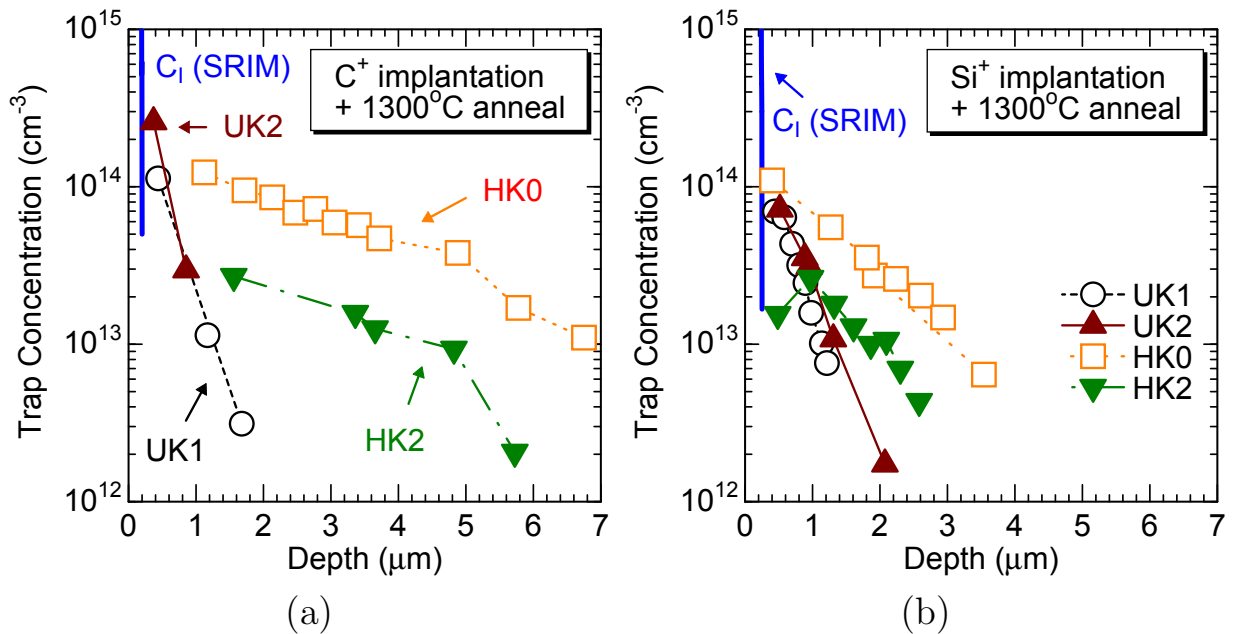 10^15
10^14
10^13
10^12
Trap Concentration (cm^-3)
C_I (SRIM)
C^+ implantation
+ 1300^oC anneal
UK2
HK0
UK1
HK2
0 1 2 3 4 5 6 7
Depth (μm)
(a)
10^15
10^14
10^13
10^12
Trap Concentration (cm^-3)
C_I (SRIM)
Si^+ implantation
+ 1300^oC anneal
UK1
UK2
HK0
HK2
0 1 2 3 4 5 6 7
Depth (μm)
(b)